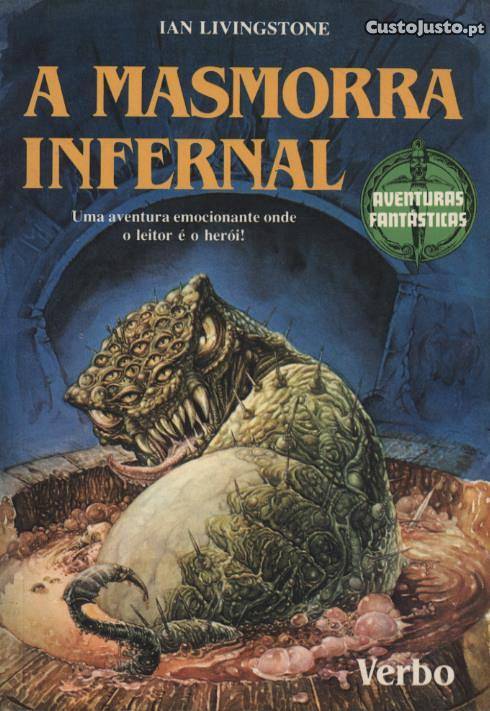 CustoJusto.pt
IAN LIVINGSTONE
A MASMORRA
INFERNAL
AVENTURAS
FANTÁSTICAS
Uma aventura emocionante onde
o leitor é o herói!
Verbo